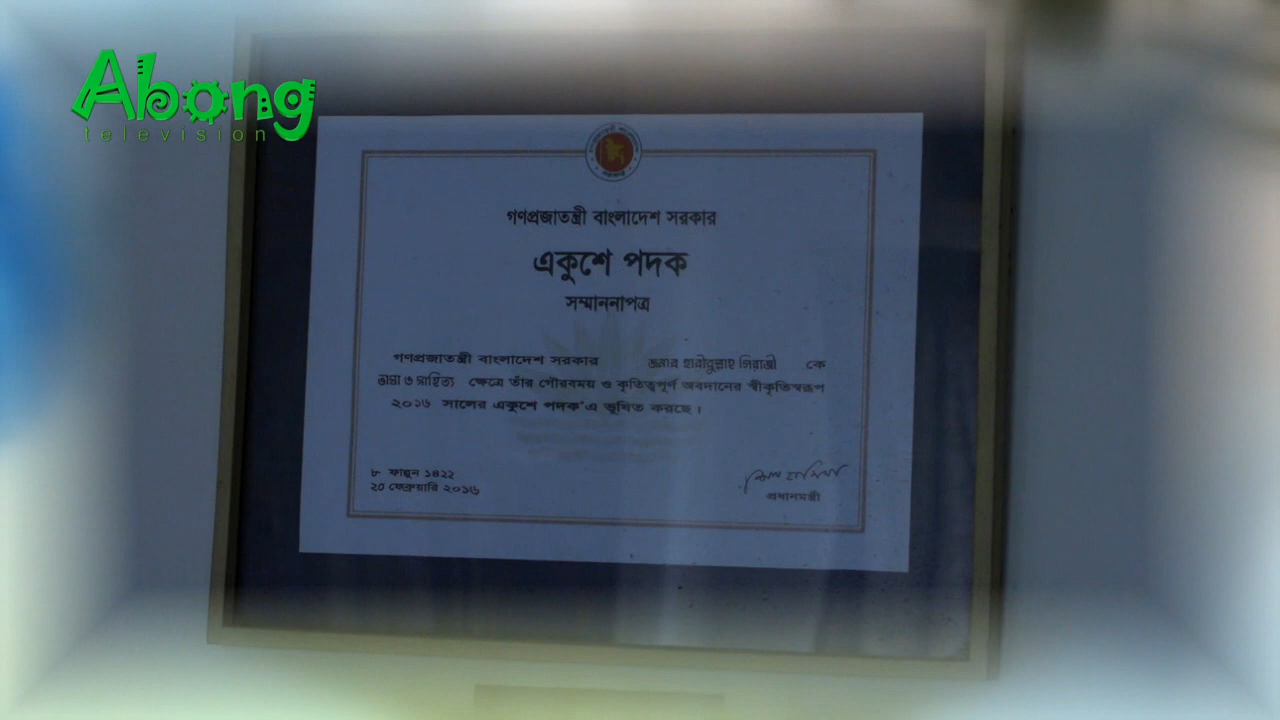 Abong
television
গণপ্রজাতন্ত্রী বাংলাদেশ সরকার
একুশে পদক
সম্মাননাপত্র
গণপ্রজাতন্ত্রী বাংলাদেশ সরকার জনাব হাবীবুল্লাহ সিরাজী কে
ভাষা ও সাহিত্য ক্ষেত্রে তাঁর গৌরবময় ও কৃতিত্বপূর্ণ অবদানের স্বীকৃতিস্বরূপ
২০১৬ সালের একুশে পদক'এ ভূষিত করছে।
৮ ফাল্গুন ১৪২২
২০ ফেব্রুয়ারি ২০১৬
শেখ হাসিনা
প্রধানমন্ত্রী